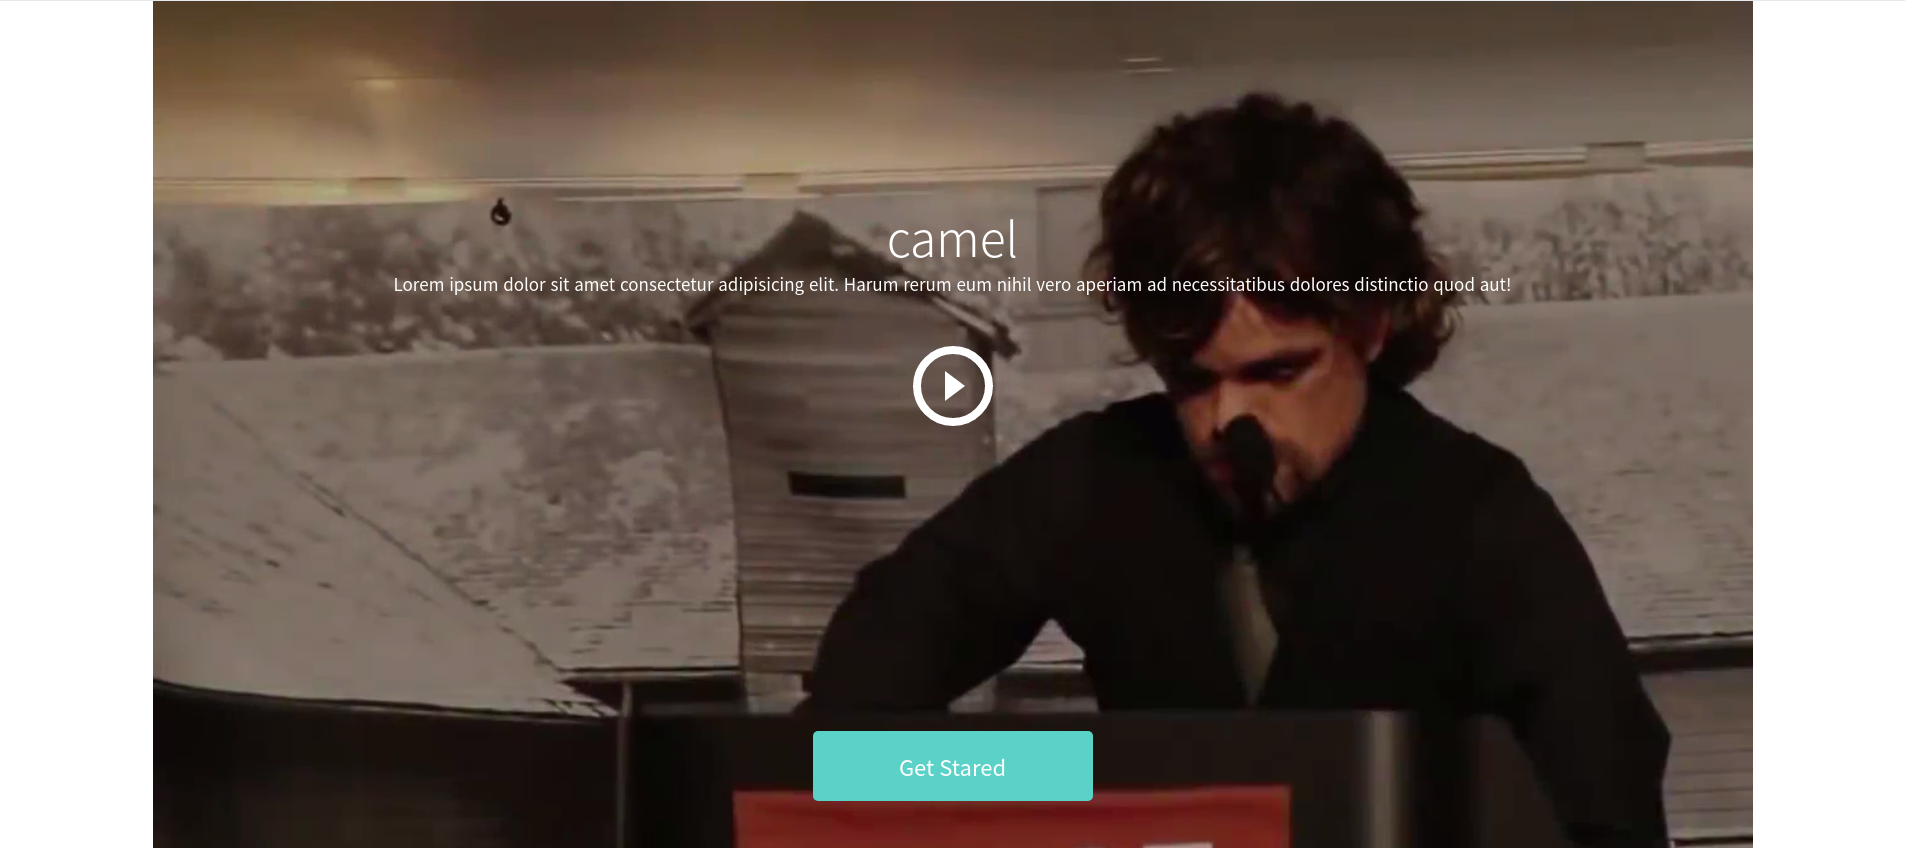 camel
Lorem ipsum dolor sit amet consectetur adipisicing elit. Harum rerum eum nihil vero aperiam ad necessitatibus dolores distinctio quod aut!
Get Stared